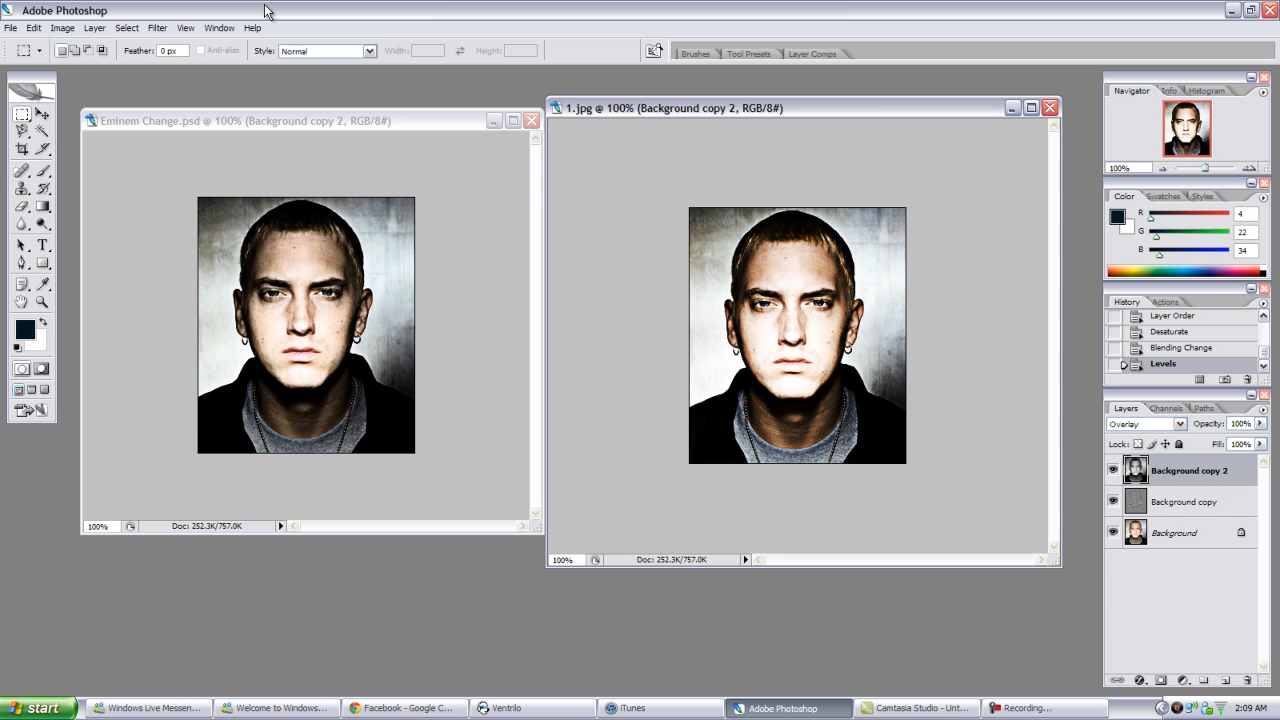 Adobe Photoshop
File Edit Image Layer Select Filter View Window Help
Feather: 0 px Anti-alias Style: Normal Width: Height: Brushes Tool Presets Layer Comps
Eminem Change.psd @ 100% (Background copy 2, RGB/8#)
100% Doc: 252.3K/757.0K
1.jpg @ 100% (Background copy 2, RGB/8#)
100% Doc: 252.3K/757.0K
Navigator Info Histogram
100%
Color Swatches Styles
R 4
G 22
B 34
History Actions
Layer Order
Desaturate
Blending Change
Levels
Layers Channels Paths
Overlay Opacity: 100%
Lock: Fill: 100%
Background copy 2
Background copy
Background
start Windows Live Messen... Welcome to Windows... Facebook - Google C... Ventrilo iTunes Adobe Photoshop Camtasia Studio - Unt... Recording... 2:09 AM